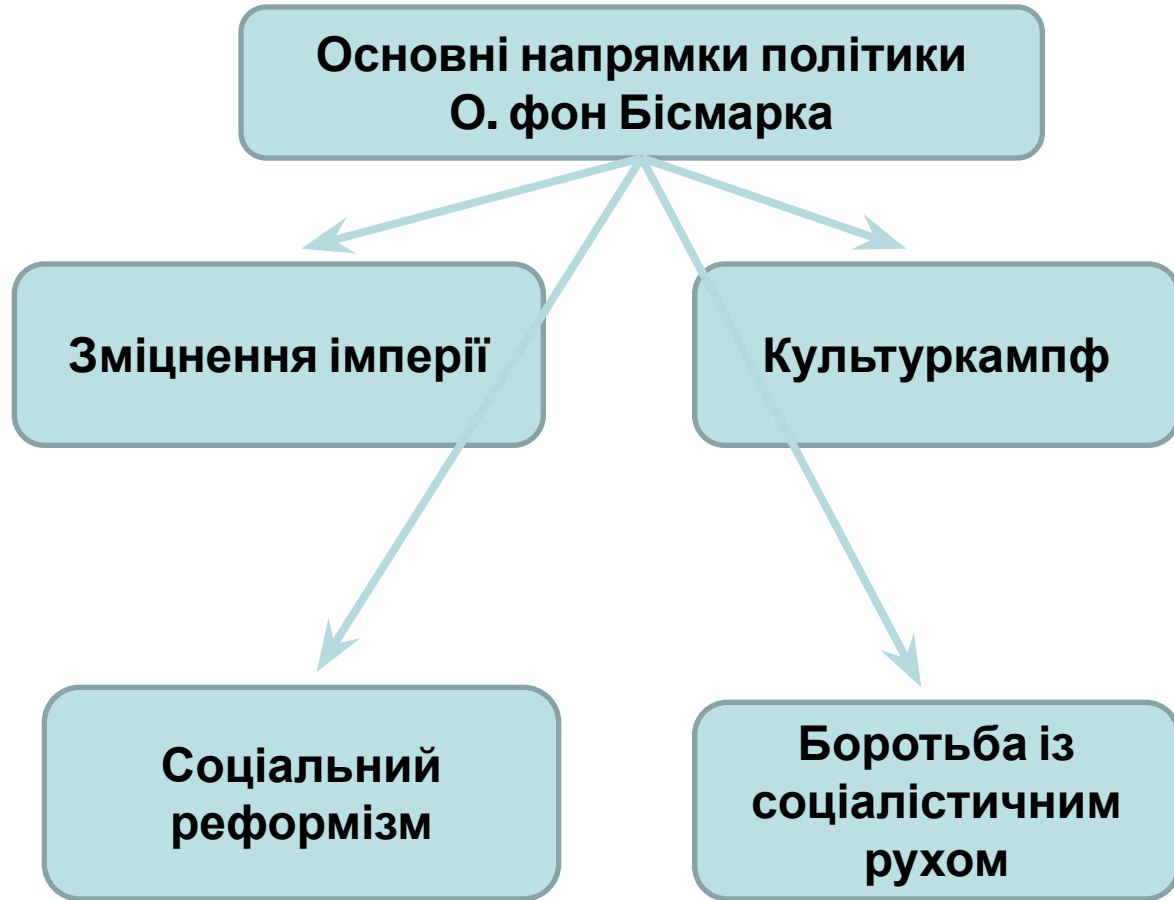 Основні напрямки політики
О. фон Бісмарка
Зміцнення імперії
Культуркампф
Соціальний
реформізм
Боротьба із
соціалістичним
рухом